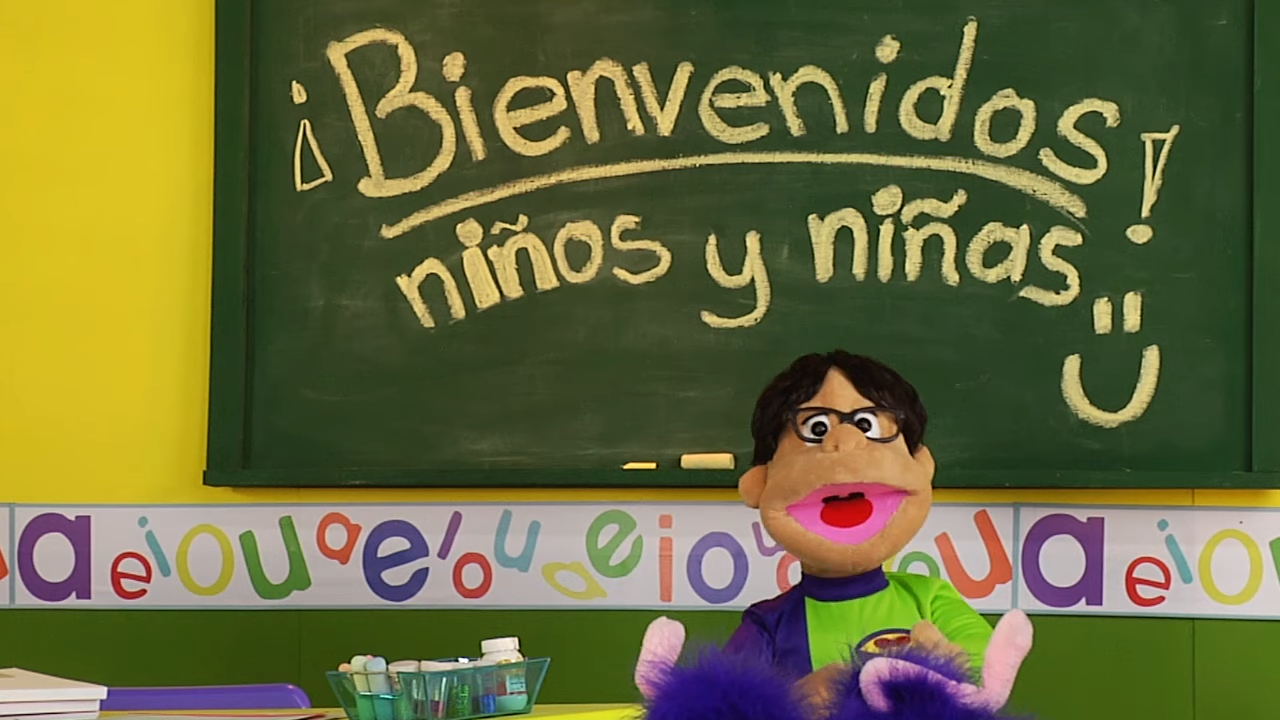 ¡Bienvenidos!
niños y niñas
a e i o u a e i o u a e i o u a e i o